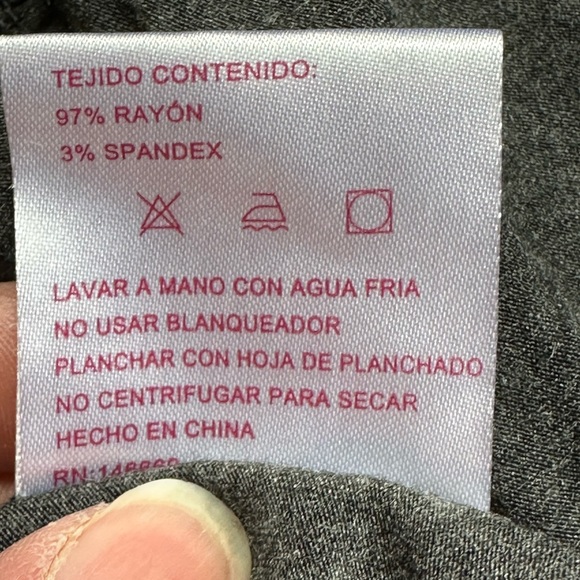 TEJIDO CONTENIDO:
97% RAYÓN
3% SPANDEX
LAVAR A MANO CON AGUA FRIA
NO USAR BLANQUEADOR
PLANCHAR CON HOJA DE PLANCHADO
NO CENTRIFUGAR PARA SECAR
HECHO EN CHINA